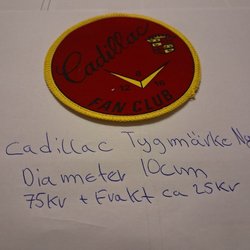 Cadillac
FAN CLUB
Cadillac Tygmärke
Diameter 10cm
75kr + Frakt ca 25kr